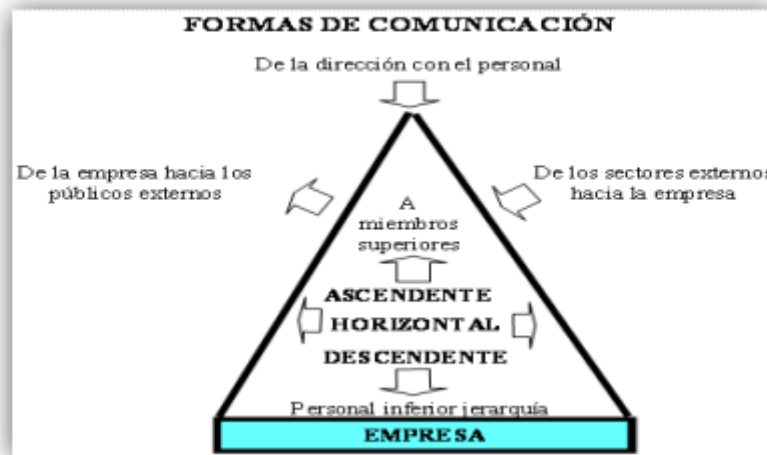 FORMAS DE COMUNICACIÓN
De la dirección con el personal
De la empresa hacia los
públicos externos
De los sectores externos
hacia la empresa
A
miembros
superiores
ASCENDENTE
HORIZONTAL
DESCENDENTE
Personal inferior jerarquía
EMPRESA